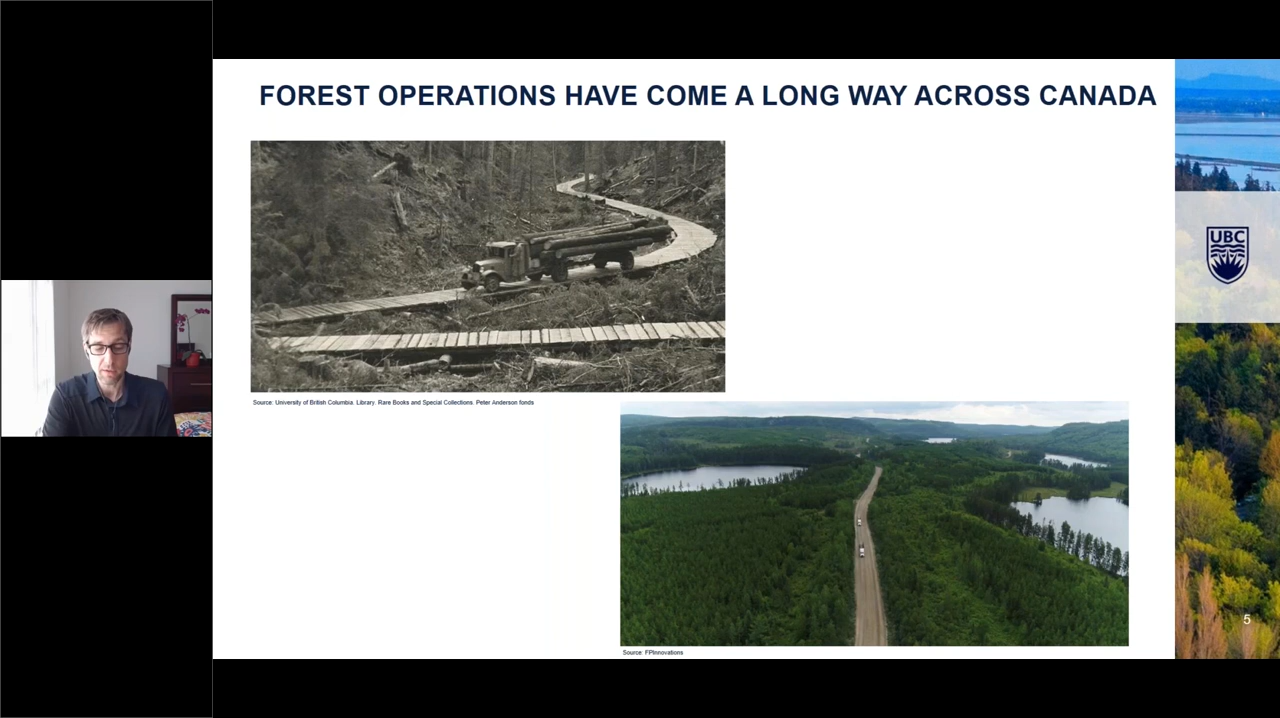 FOREST OPERATIONS HAVE COME A LONG WAY ACROSS CANADA
UBC
Source: University of British Columbia. Library. Rare Books and Special Collections. Peter Anderson fonds
Source: FPInnovations
5